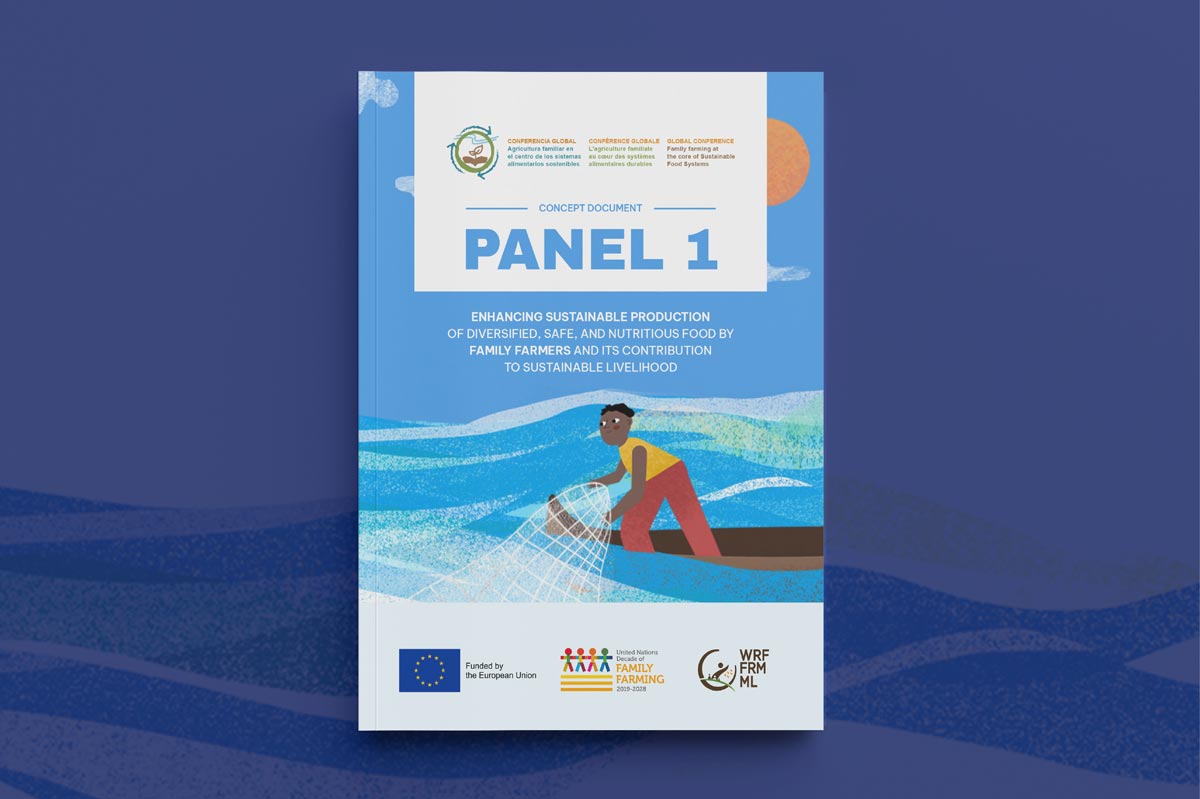 CONFERENCIA GLOBAL
Agricultura familiar en
el centro de los sistemas
alimentarios sostenibles
CONFÉRENCE GLOBALE
L'agriculture familiale
au cœur des systèmes
alimentaires durables
GLOBAL CONFERENCE
Family farming at
the core of Sustainable
Food Systems
CONCEPT DOCUMENT
PANEL 1
ENHANCING SUSTAINABLE PRODUCTION
OF DIVERSIFIED, SAFE, AND NUTRITIOUS FOOD BY
FAMILY FARMERS AND ITS CONTRIBUTION
TO SUSTAINABLE LIVELIHOOD
Funded by
the European Union
United Nations
Decade of
FAMILY
FARMING
2019-2028
WRF
FRM
ML